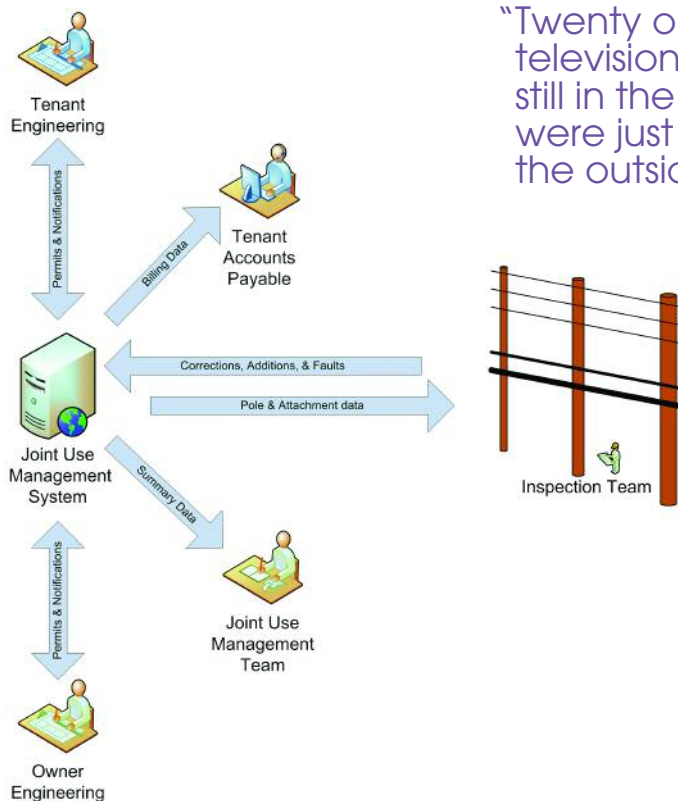 “Twenty o
television
still in the
were just
the outsid
Tenant
Engineering
Permits & Notifications
Billing Data
Tenant
Accounts
Payable
Corrections, Additions, & Faults
Pole & Attachment data
Joint Use
Management
System
Inspection Team
Summary Data
Permits & Notifications
Joint Use
Management
Team
Owner
Engineering